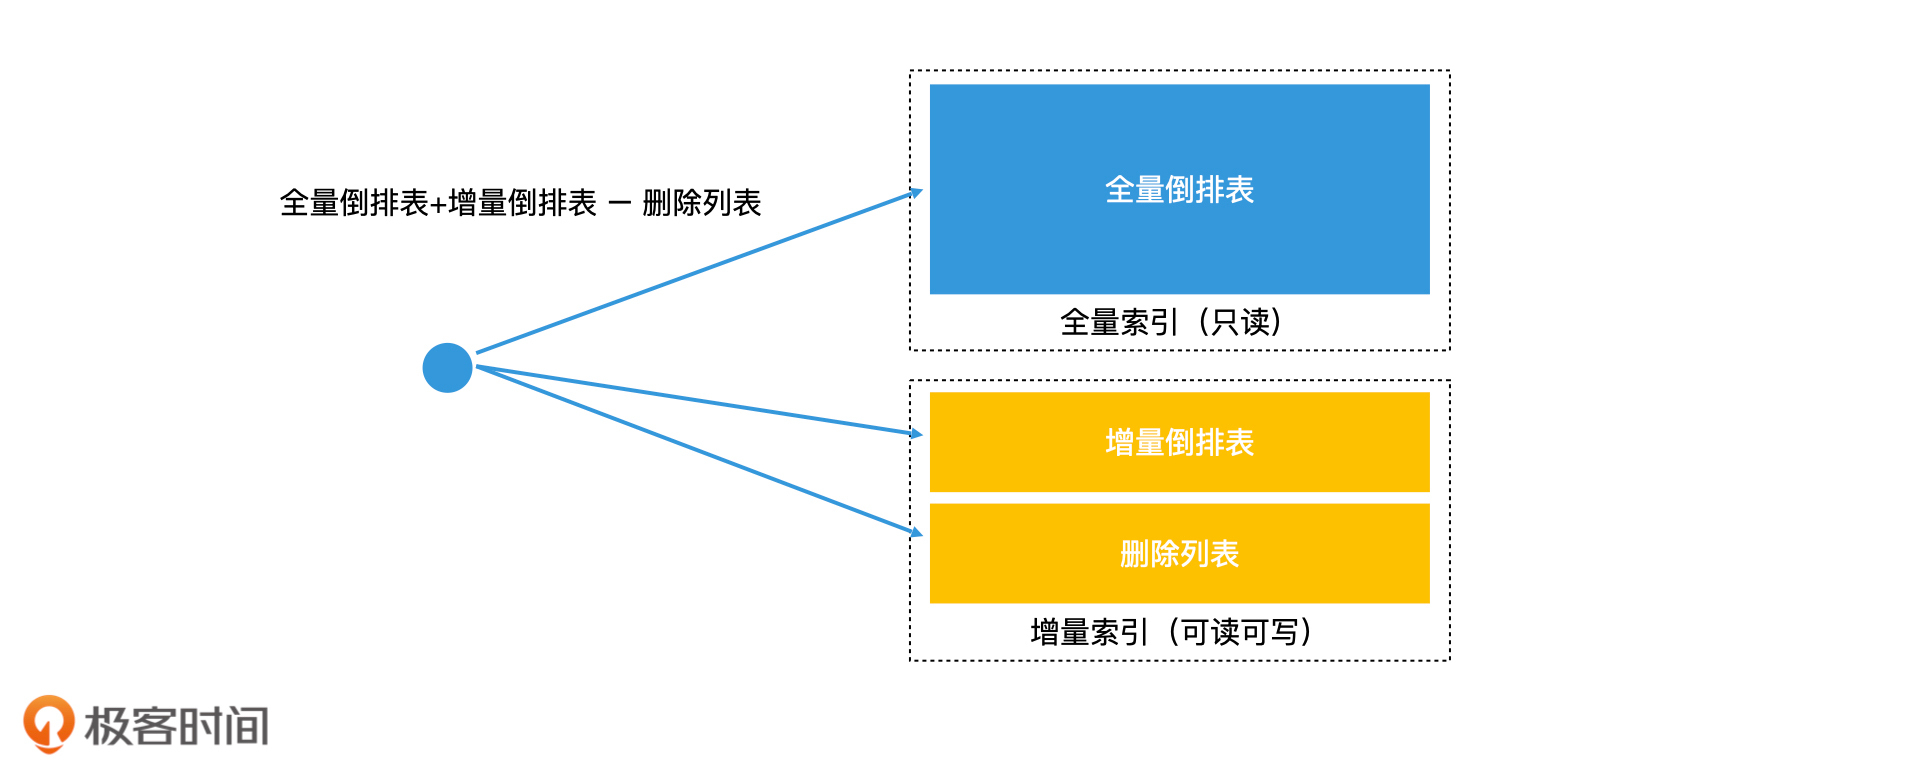 全量倒排表+增量倒排表 － 删除列表
全量倒排表
全量索引（只读）
增量倒排表
删除列表
增量索引（可读可写）
极客时间